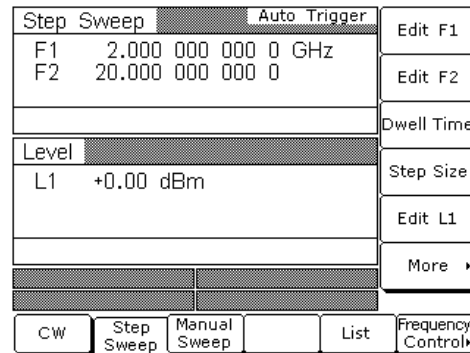 Step Sweep Auto Trigger
F1 2.000 000 000 0 GHz
F2 20.000 000 000 0
Level
L1 +0.00 dBm
Edit F1
Edit F2
Dwell Time
Step Size
Edit L1
More
CW
Step
Sweep
Manual
Sweep
List
Frequency
Control